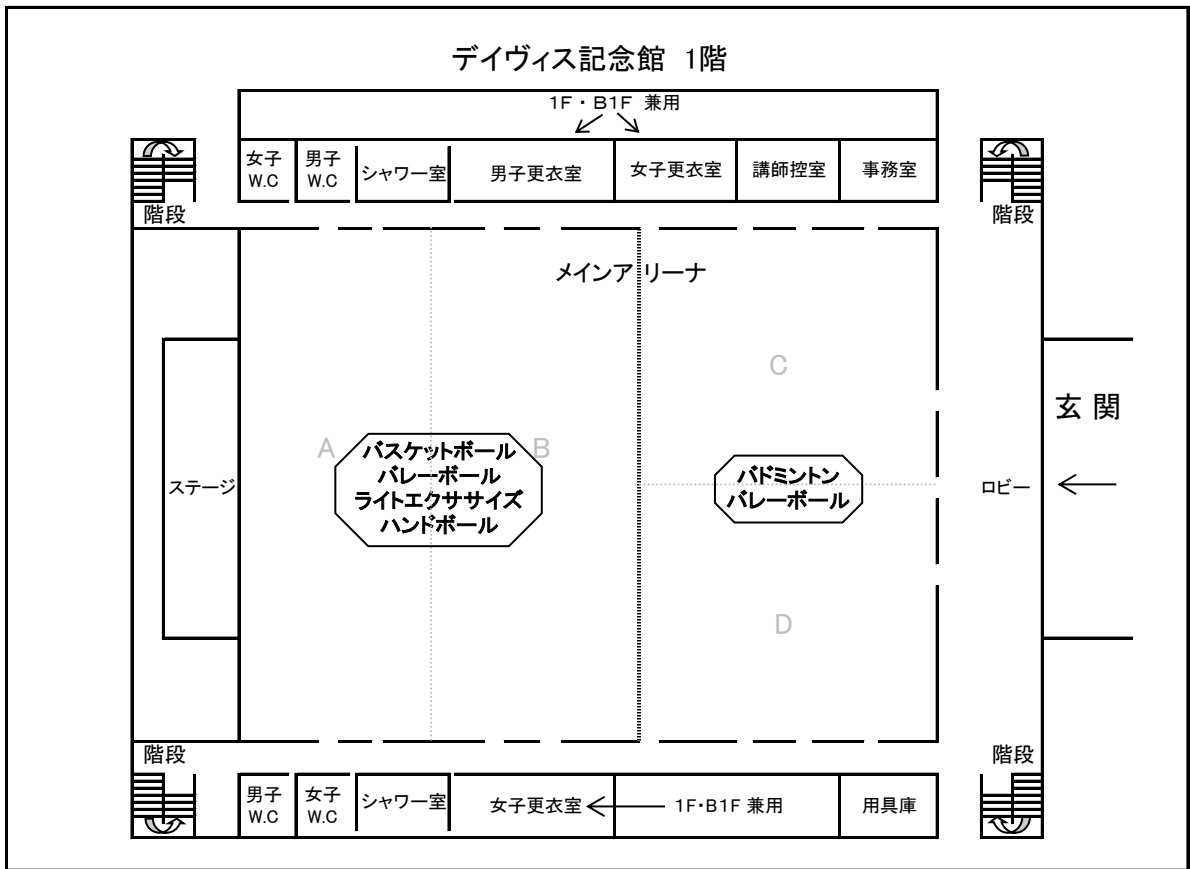 デイヴィス記念館 1階
1F・B1F 兼用
女子
W.C
男子
W.C
シャワー室
男子更衣室
女子更衣室
講師控室
事務室
階段
階段
メインアリーナ
C
玄関
A
B
バスケットボール
バレーボール
ライトエクササイズ
ハンドボール
バドミントン
バレーボール
ステージ
ロビー
D
階段
階段
男子
W.C
女子
W.C
シャワー室
女子更衣室
1F・B1F 兼用
用具庫